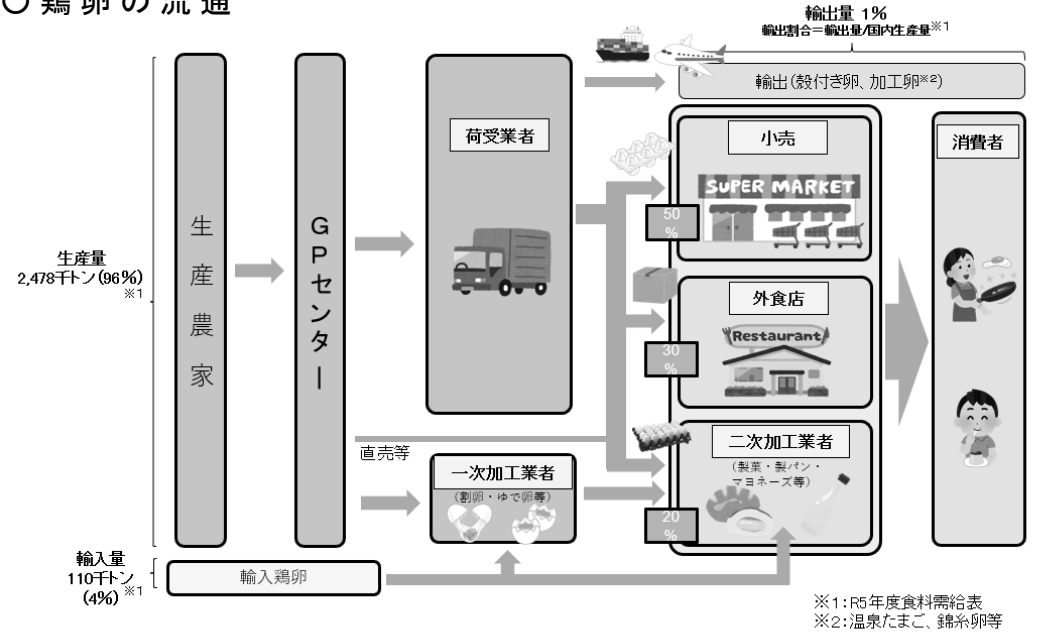 〇 鶏 卵 の 流 通
輸出量 1%
輸出割合＝輸出量/国内生産量※1
輸出(殻付き卵、加工卵※2)
生産量
2,478千トン(96%)
※1
生産農家
GPセンター
荷受業者
直売等
一次加工業者
(割卵・ゆで卵等)
小売
SUPER MARKET
50
%
外食店
Restaurant
30
%
二次加工業者
(製菓・製パン・
マヨネーズ等)
20
%
消費者
輸入量
110千トン
(4%)※1
輸入鶏卵
※1:R5年度食料需給表
※2:温泉たまご、錦糸卵等